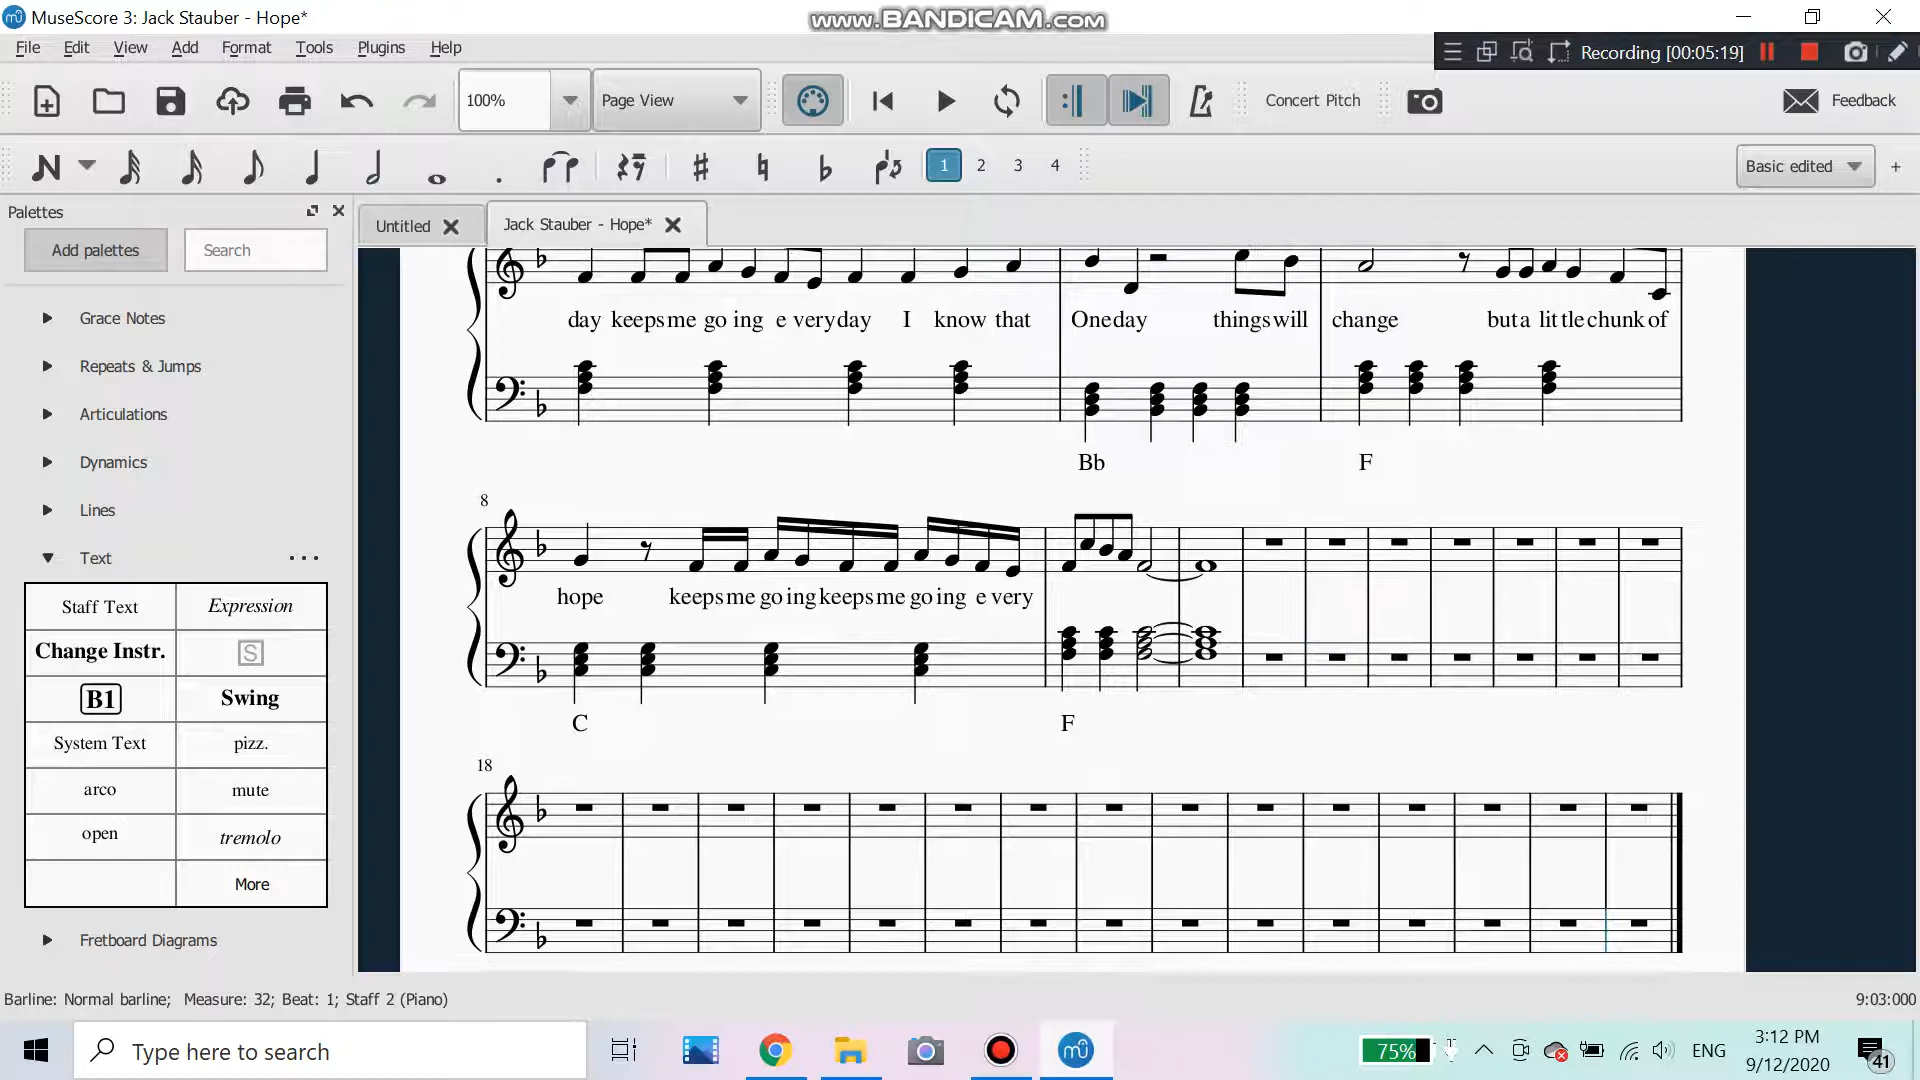 MuseScore 3: Jack Stauber - Hope*
www.BANDICAM.com
File Edit View Add Format Tools Plugins Help
Recording [00:05:19]
100% Page View Concert Pitch Feedback
1 2 3 4 Basic edited +
Palettes
Untitled Jack Stauber - Hope*
Add palettes Search
Grace Notes
Repeats & Jumps
Articulations
Dynamics
Lines
Text ...
Staff Text Expression
Change Instr. S
B1 Swing
System Text pizz.
arco mute
open tremolo
More
Fretboard Diagrams
day keeps me go ing e very day I know that One day things will change but a lit tle chunk of
Bb F
8
hope keeps me go ing keeps me go ing e very
C F
18
Barline: Normal barline; Measure: 32; Beat: 1; Staff 2 (Piano) 9:03:000
Type here to search
75% ENG 3:12 PM
9/12/2020 41